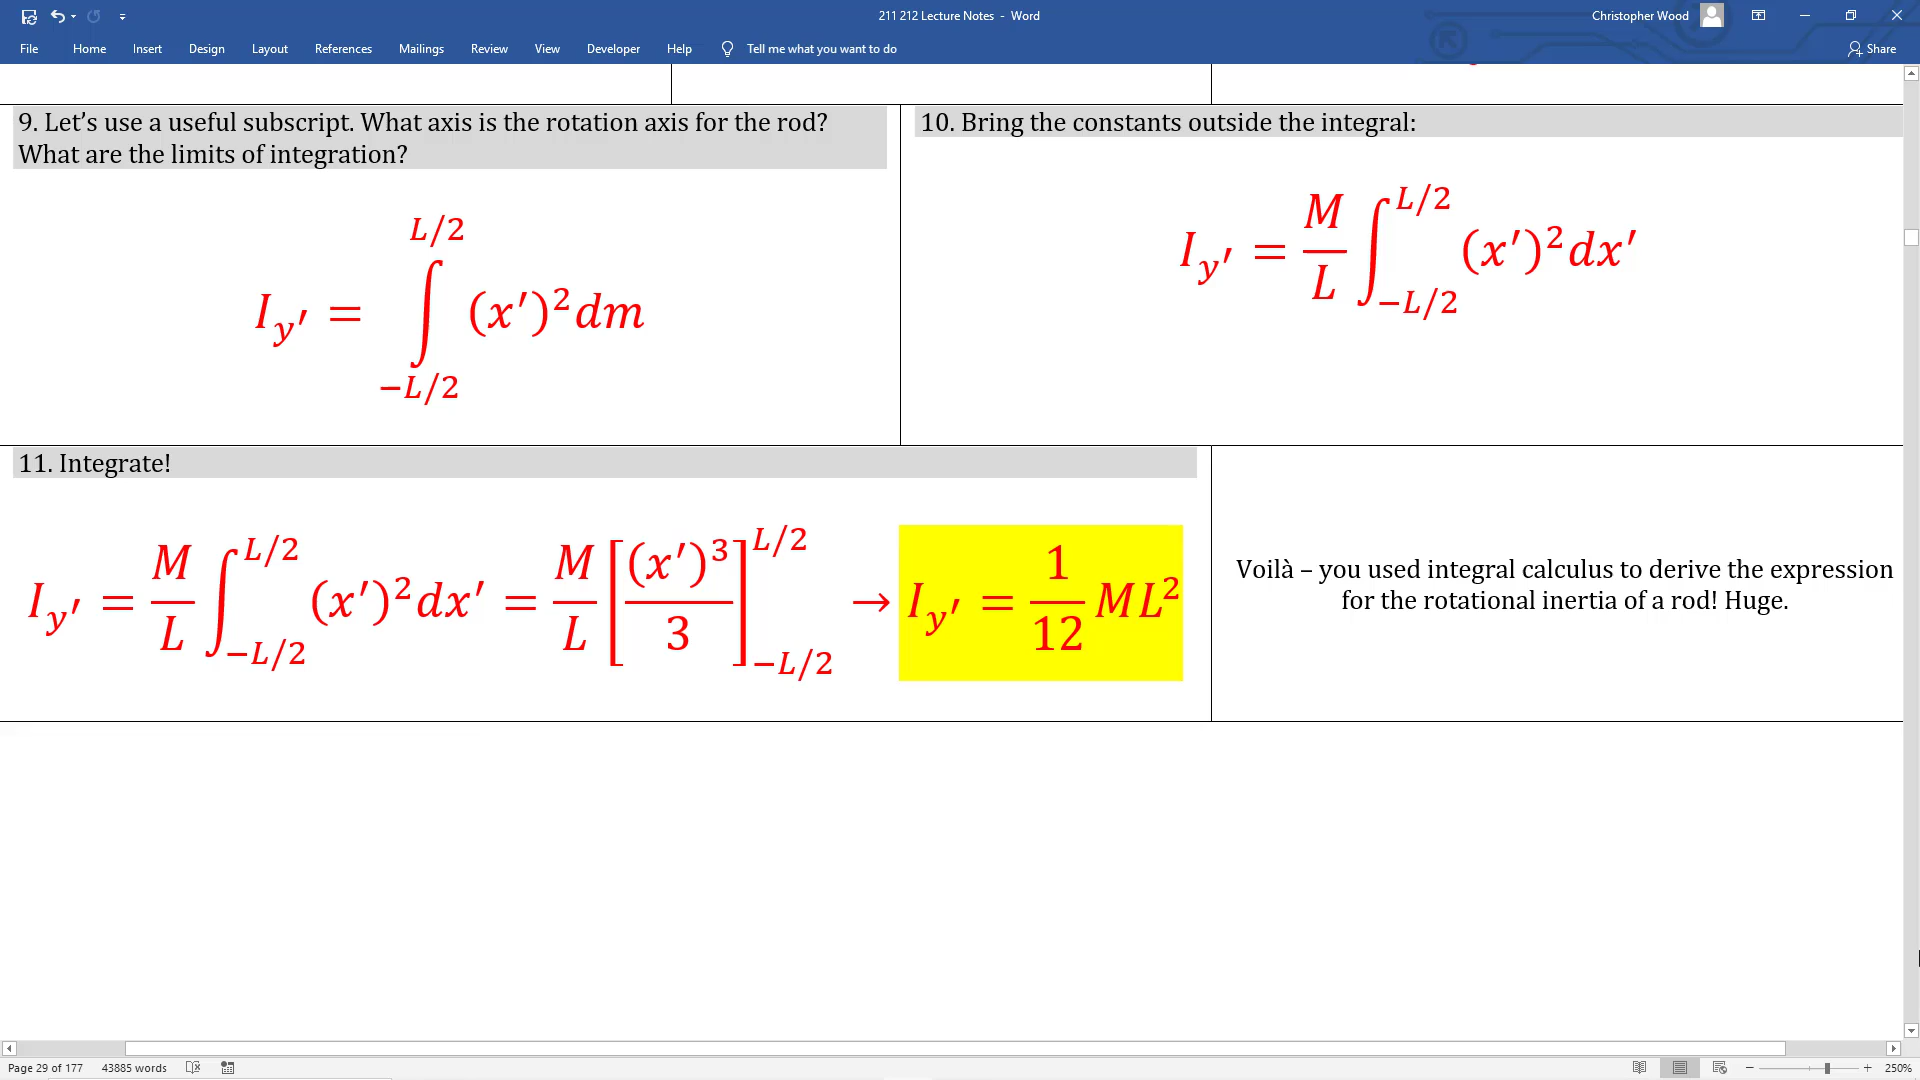 211 212 Lecture Notes - Word
Christopher Wood
File Home Insert Design Layout References Mailings Review View Developer Help Tell me what you want to do
Share
9. Let’s use a useful subscript. What axis is the rotation axis for the rod?
What are the limits of integration?
I_{y′} = ∫_{−L/2}^{L/2} (x′)²dm
10. Bring the constants outside the integral:
I_{y′} = M/L ∫_{−L/2}^{L/2} (x′)²dx′
11. Integrate!
I_{y′} = M/L ∫_{−L/2}^{L/2} (x′)²dx′ = M/L [(x′)³/3]_{−L/2}^{L/2} → I_{y′} = 1/12 ML²
Voilà – you used integral calculus to derive the expression
for the rotational inertia of a rod! Huge.
Page 29 of 177 43885 words
250%